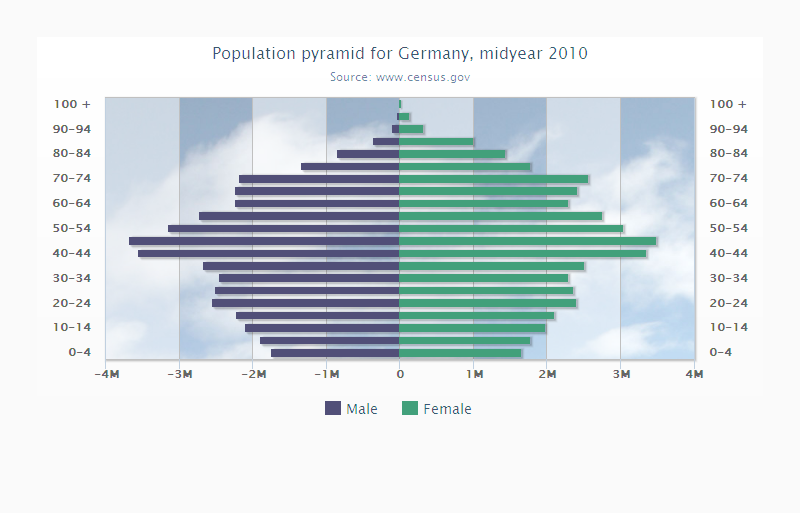 Population pyramid for Germany, midyear 2010
Source: www.census.gov
100 + 100 +
90-94 90-94
80-84 80-84
70-74 70-74
60-64 60-64
50-54 50-54
40-44 40-44
30-34 30-34
20-24 20-24
10-14 10-14
0-4 0-4
-4M -3M -2M -1M 0 1M 2M 3M 4M
Male Female